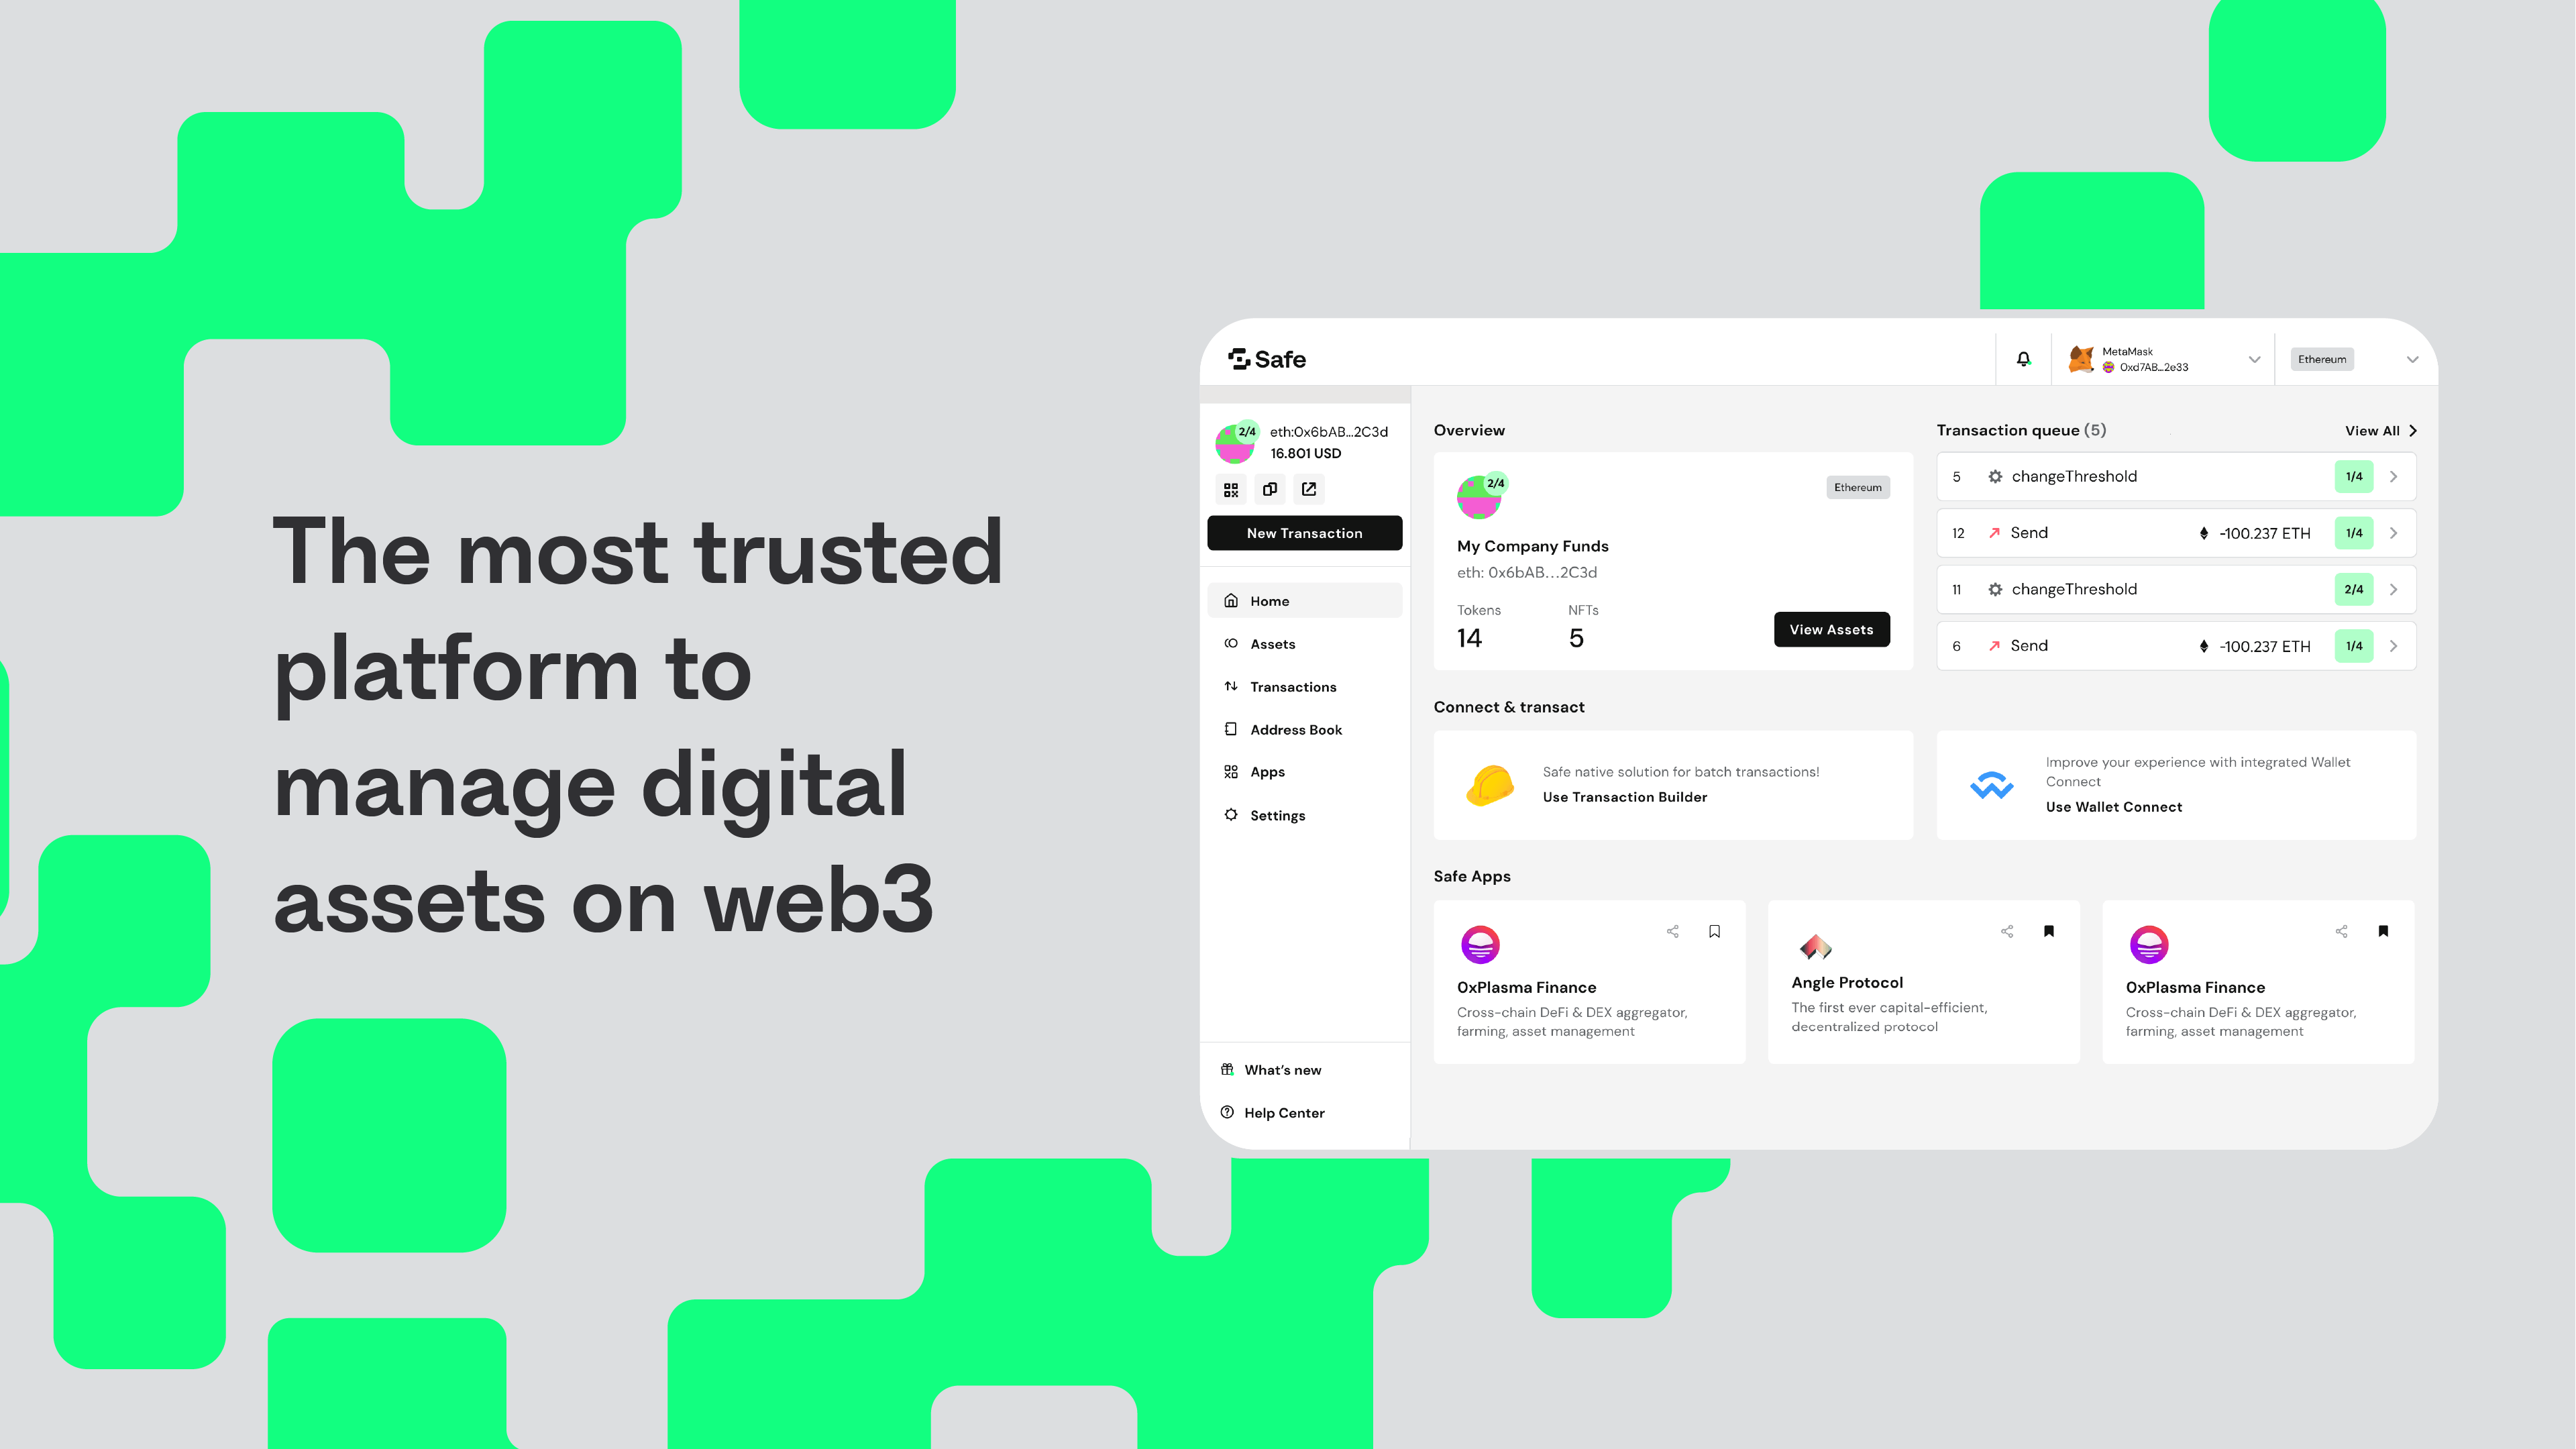 The most trusted
platform to
manage digital
assets on web3
Safe
MetaMask
0xd7AB...2e33
Ethereum
2/4
eth:0x6bAB...2C3d
16.801 USD
New Transaction
Home
Assets
Transactions
Address Book
Apps
Settings
What's new
Help Center
Overview
2/4
Ethereum
My Company Funds
eth: 0x6bAB...2C3d
Tokens NFTs
14 5
View Assets
Transaction queue (5) View All
5 changeThreshold 1/4
12 Send -100.237 ETH 1/4
11 changeThreshold 2/4
6 Send -100.237 ETH 1/4
Connect & transact
Safe native solution for batch transactions!
Use Transaction Builder
Improve your experience with integrated Wallet
Connect
Use Wallet Connect
Safe Apps
0xPlasma Finance
Cross-chain DeFi & DEX aggregator,
farming, asset management
Angle Protocol
The first ever capital-efficient,
decentralized protocol
0xPlasma Finance
Cross-chain DeFi & DEX aggregator,
farming, asset management